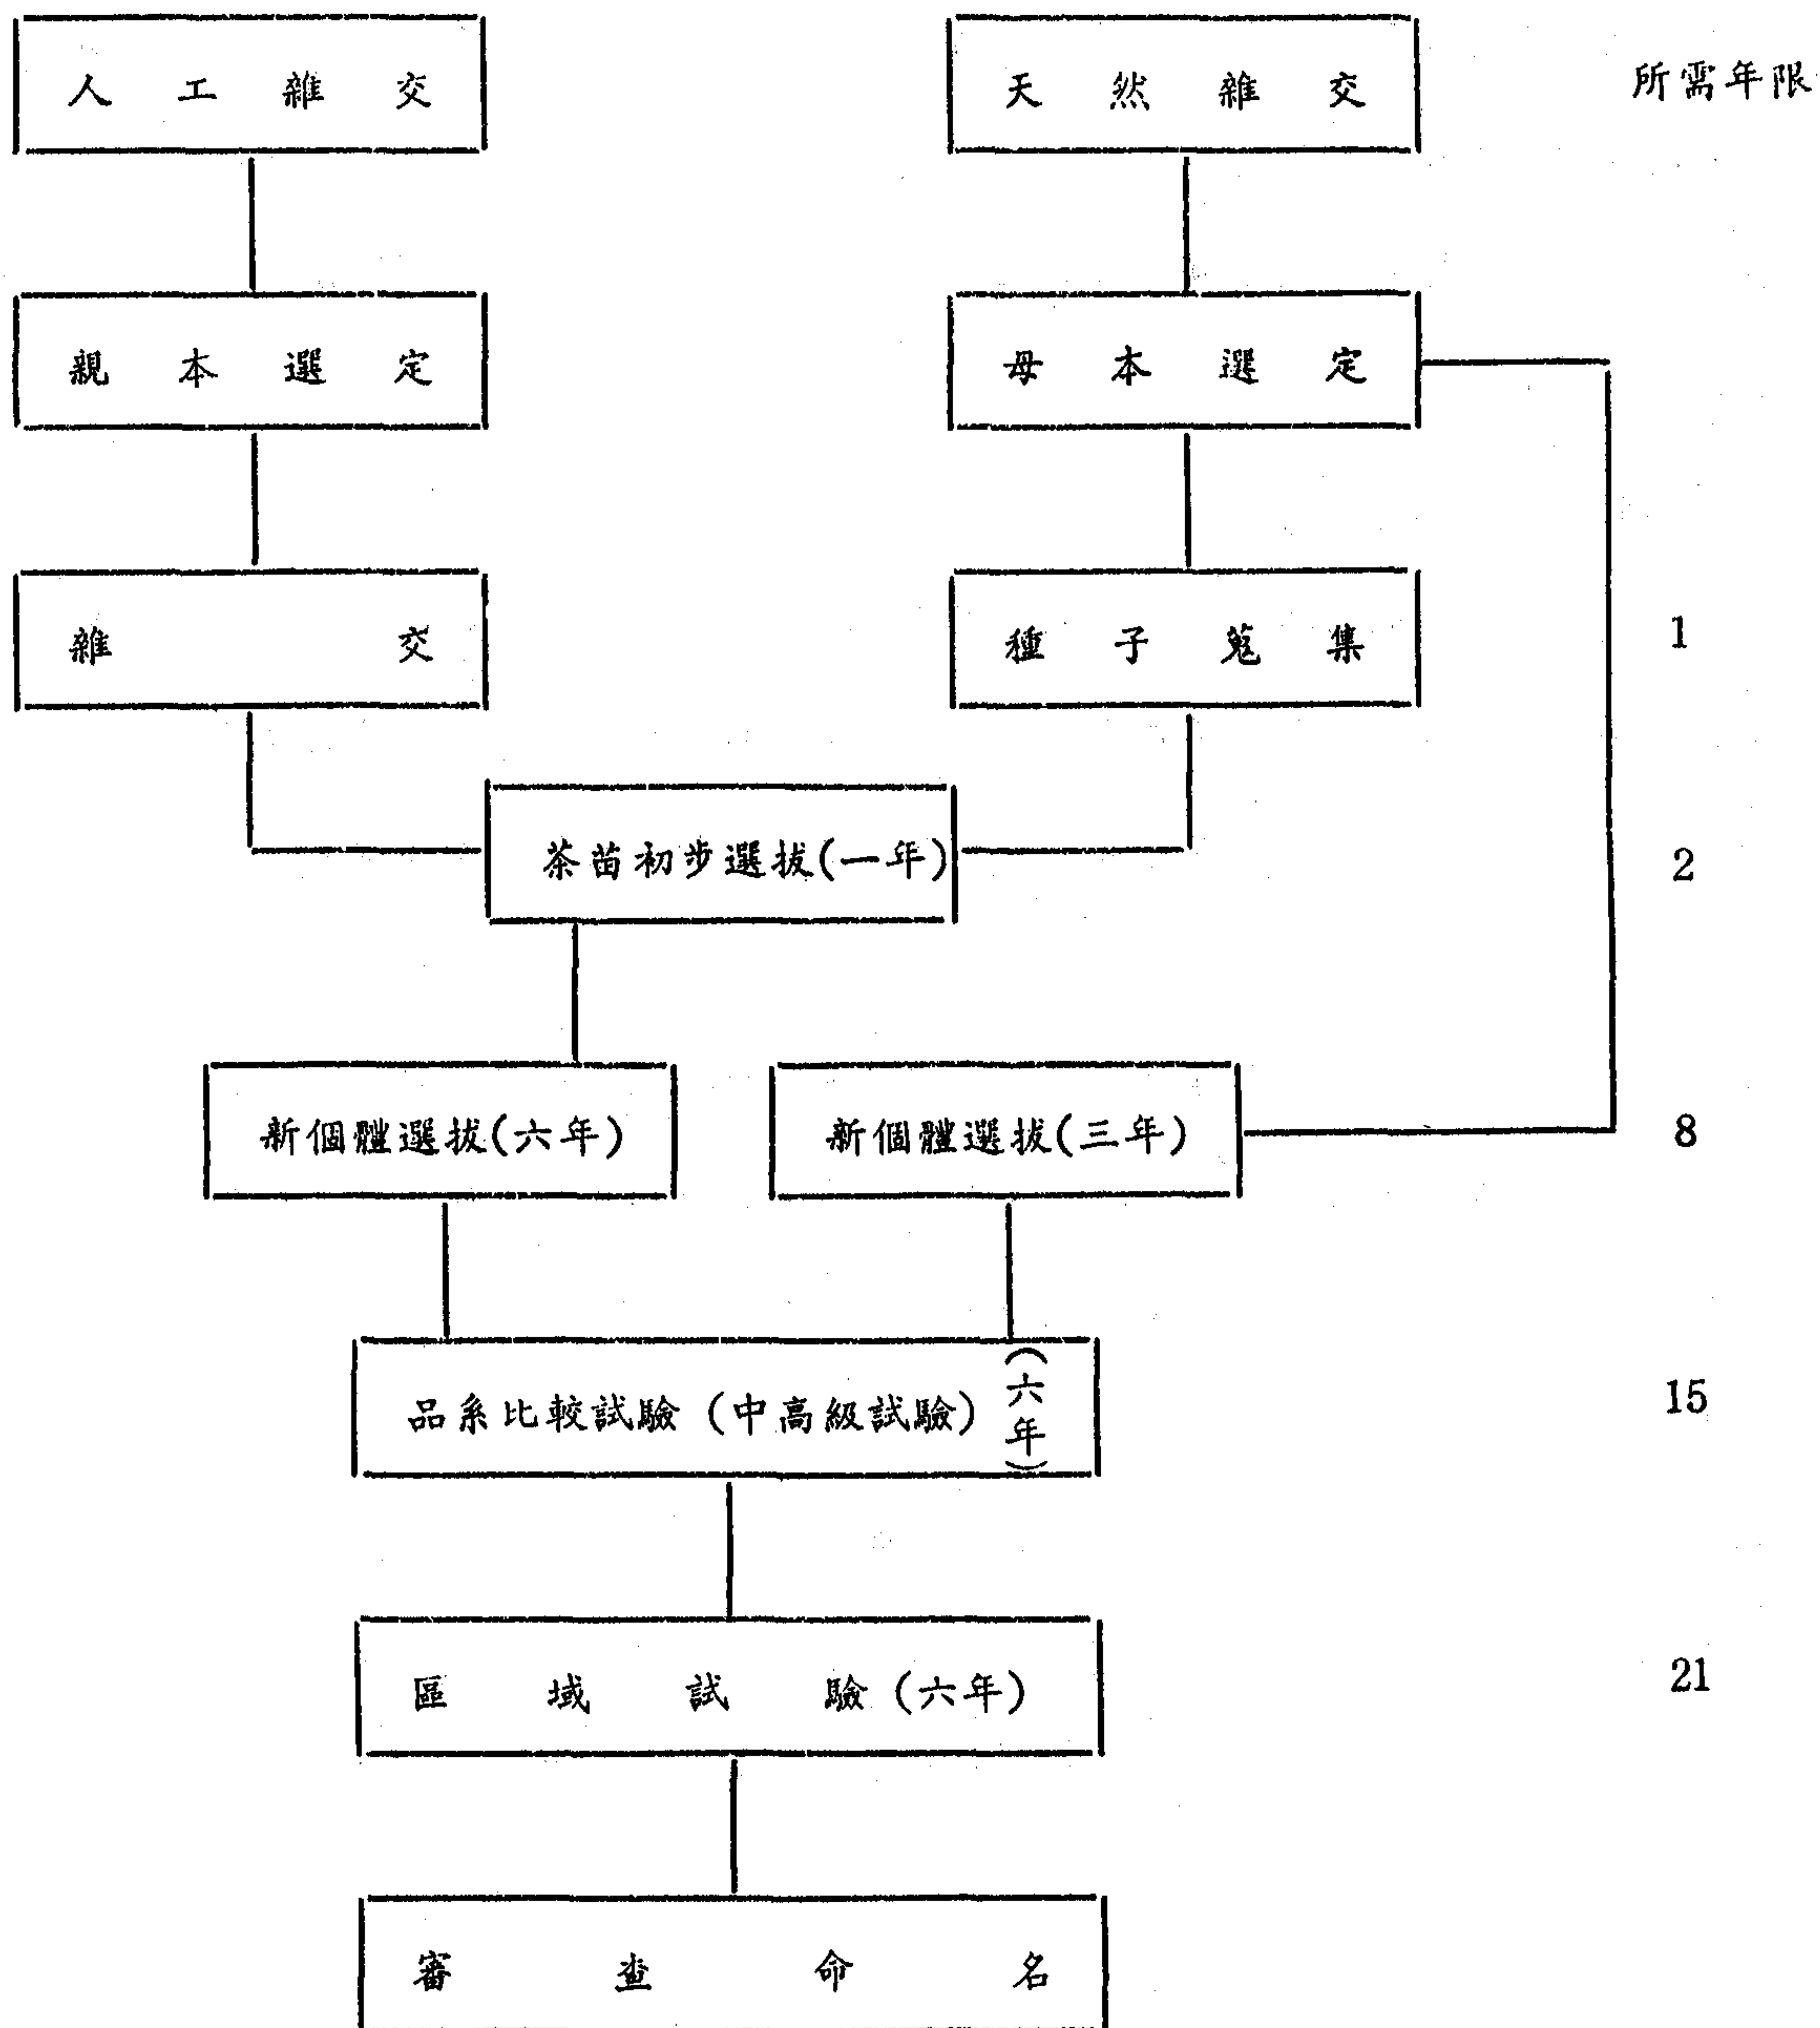 人工雜交 天然雜交 所需年限
親本選定 母本選定
雜交 種子蒐集 1
茶苗初步選拔(一年) 2
新個體選拔(六年) 新個體選拔(三年) 8
品系比較試驗(中高級試驗)(六年) 15
區域試驗(六年) 21
審查命名